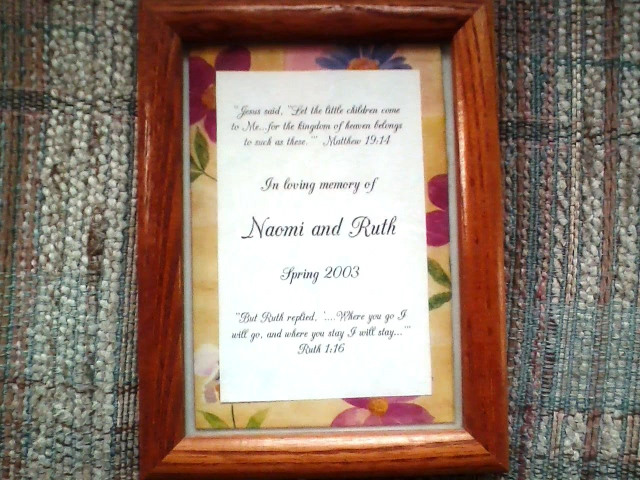 "Jesus said, "Let the little children come
to Me...for the kingdom of heaven belongs
to such as these.'" Matthew 19:14
In loving memory of
Naomi and Ruth
Spring 2003
"But Ruth replied, '....Where you go I
will go, and where you stay I will stay...'"
Ruth 1:16